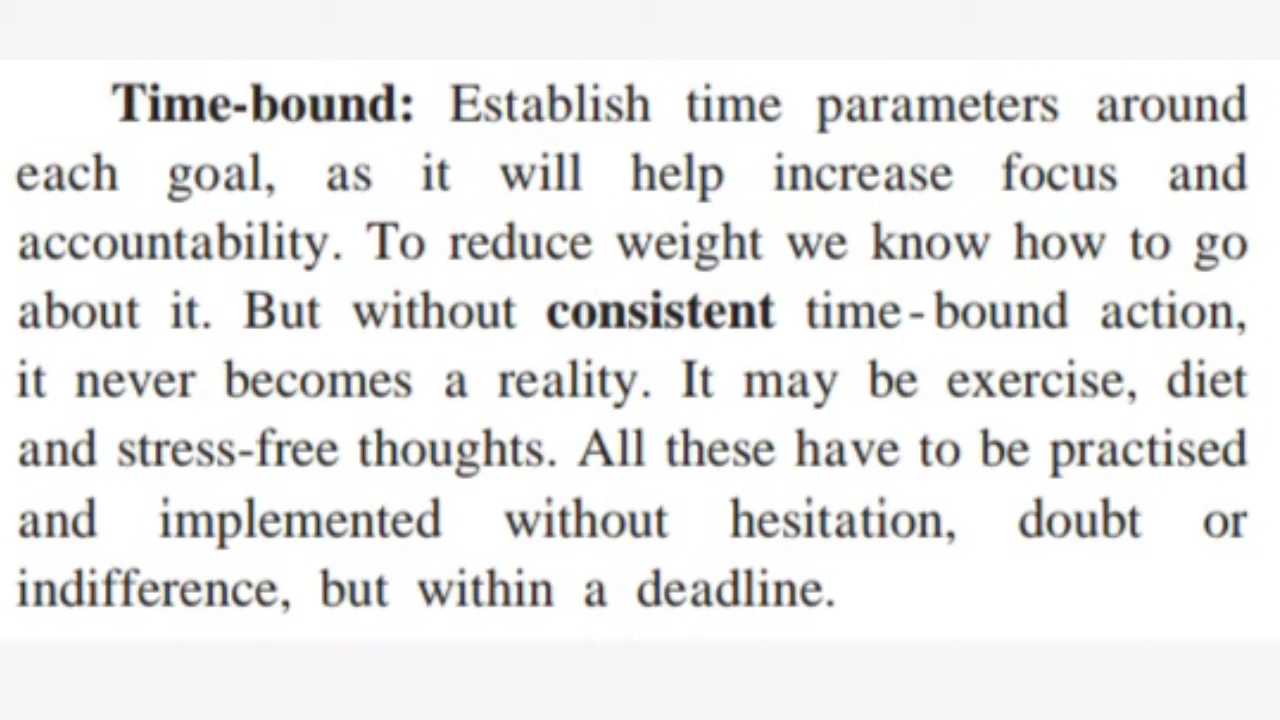 Time-bound: Establish time parameters around
each goal, as it will help increase focus and
accountability. To reduce weight we know how to go
about it. But without consistent time-bound action,
it never becomes a reality. It may be exercise, diet
and stress-free thoughts. All these have to be practised
and implemented without hesitation, doubt or
indifference, but within a deadline.